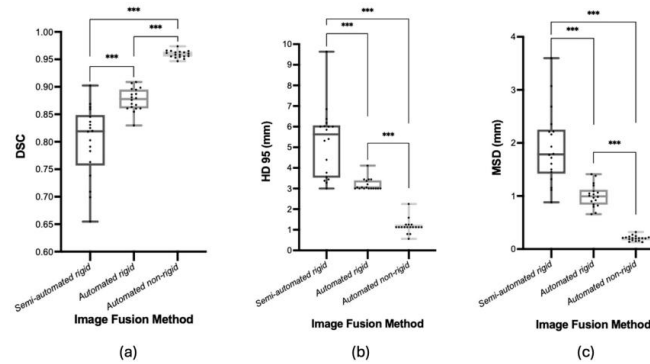 ***
***
***
1.00
0.95
0.90
0.85
0.80
0.75
0.70
0.65
0.60
DSC
Semi-automated rigid
Automated rigid
Automated non-rigid
Image Fusion Method
(a)
***
***
***
10
9
8
7
6
5
4
3
2
1
0
HD 95 (mm)
Semi-automated rigid
Automated rigid
Automated non-rigid
Image Fusion Method
(b)
***
***
***
4
3
2
1
0
MSD (mm)
Semi-automated rigid
Automated rigid
Automated non-rigid
Image Fusion Method
(c)